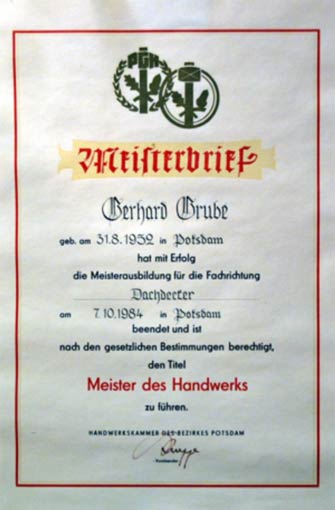 PGH
Meisterbrief
Gerhard Grube
geb. am 31.8.1952 in Potsdam
hat mit Erfolg
die Meisterausbildung für die Fachrichtung
Dachdecker
am 7.10.1984 in Potsdam
beendet und ist
nach den gesetzlichen Bestimmungen berechtigt,
den Titel
Meister des Handwerks
zu führen.
HANDWERKSKAMMER DES BEZIRKES POTSDAM
Vorsitzender